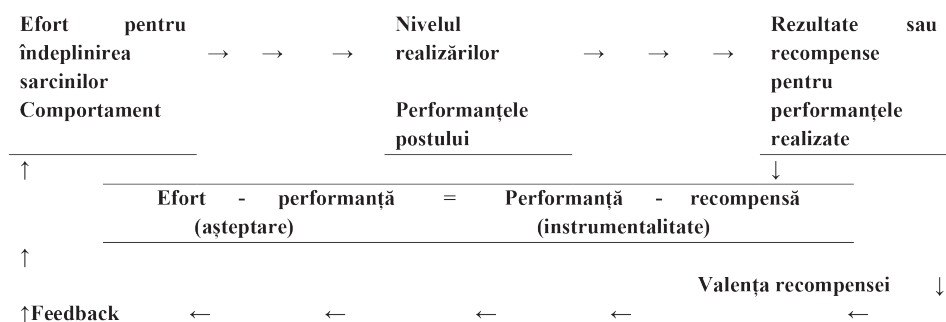 Efort pentru
îndeplinirea
sarcinilor
Comportament
→ → →
Nivelul
realizărilor
Performanțele
postului
→ → →
Rezultate sau
recompense
pentru
performanțele
realizate
↑ ↓
Efort - performanță = Performanță - recompensă
(așteptare) (instrumentalitate)
↑
Valența recompensei ↓
↑Feedback ← ← ← ← ←